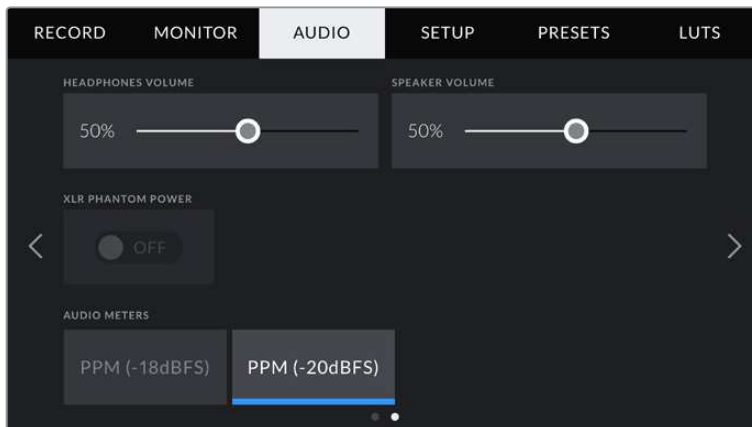 RECORD MONITOR AUDIO SETUP PRESETS LUTS
HEADPHONES VOLUME SPEAKER VOLUME
50% 50%
XLR PHANTOM POWER
OFF
AUDIO METERS
PPM (-18dBFS) PPM (-20dBFS)